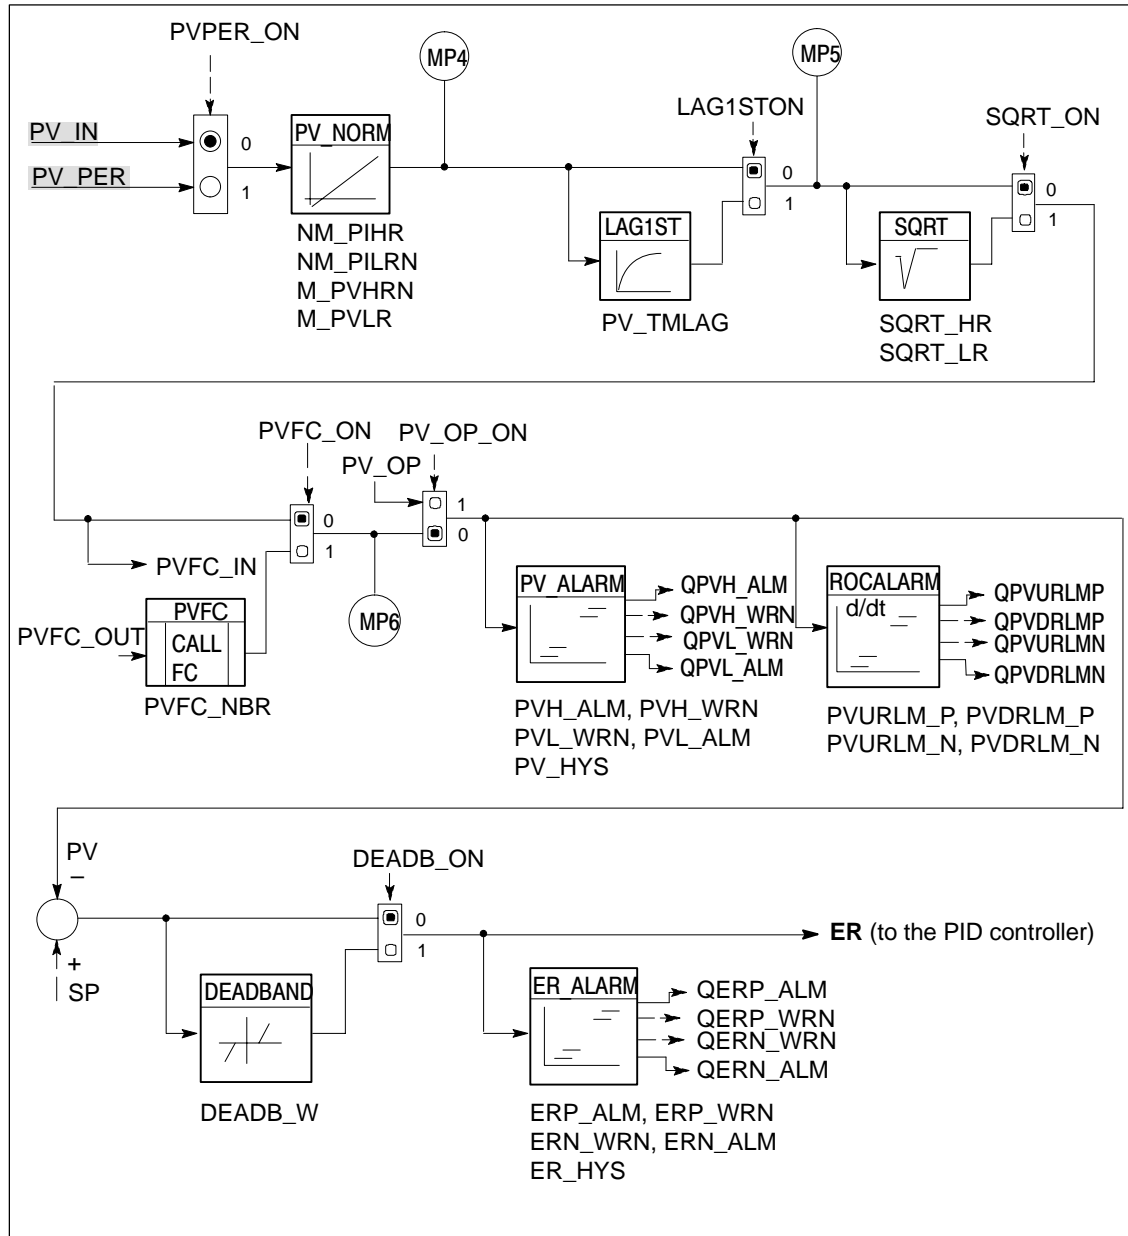 PVPER_ON
MP4
MP5
LAG1STON
SQRT_ON
PV_IN
PV_PER
0
1
PV_NORM
0
1
0
1
LAG1ST
SQRT
NM_PIHR
NM_PILRN
M_PVHRN
M_PVLR
PV_TMLAG
SQRT_HR
SQRT_LR
PVFC_ON
PV_OP_ON
PV_OP
1
0
0
1
PVFC_IN
MP6
PVFC
PVFC_OUT
CALL
FC
PVFC_NBR
PV_ALARM
QPVH_ALM
QPVH_WRN
QPVL_WRN
QPVL_ALM
PVH_ALM, PVH_WRN
PVL_WRN, PVL_ALM
PV_HYS
ROCALARM
d/dt
QPVURLMP
QPVDRLMP
QPVURLMN
QPVDRLMN
PVURLM_P, PVDRLM_P
PVURLM_N, PVDRLM_N
PV
–
+
SP
DEADB_ON
0
1
ER (to the PID controller)
DEADBAND
DEADB_W
ER_ALARM
QERP_ALM
QERP_WRN
QERN_WRN
QERN_ALM
ERP_ALM, ERP_WRN
ERN_WRN, ERN_ALM
ER_HYS